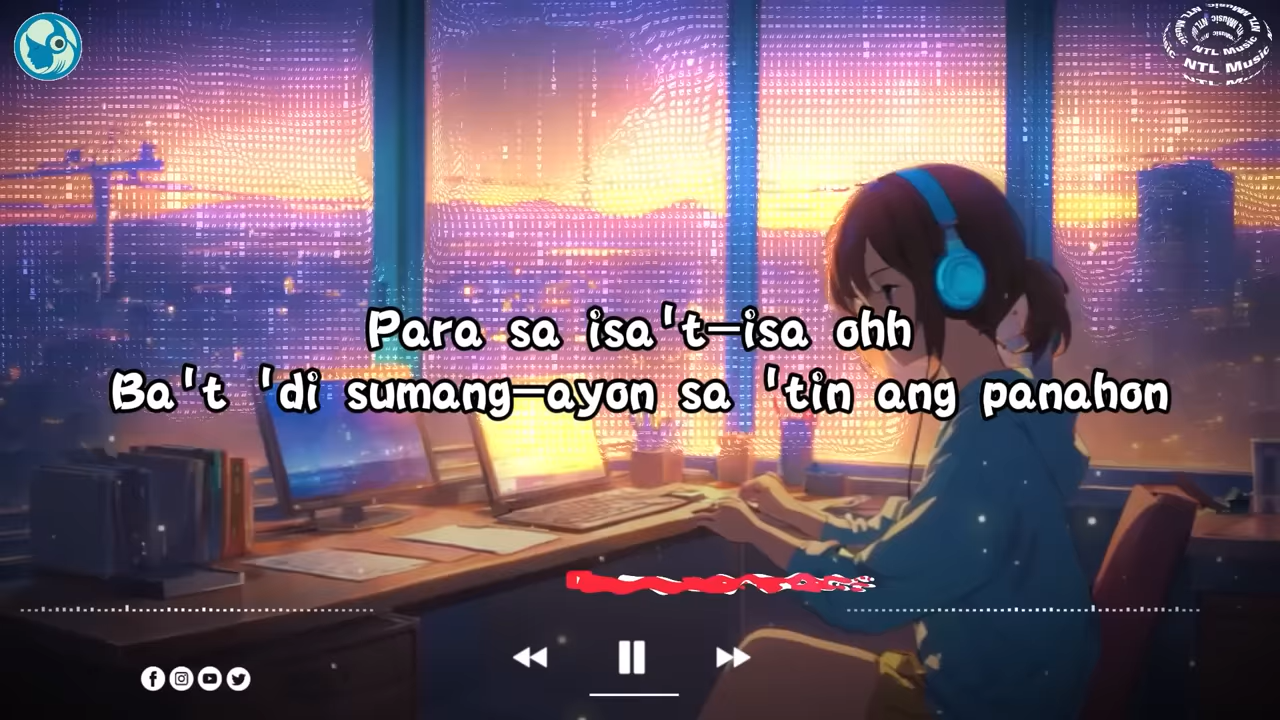 NTL Music
Para sa isa't-isa ohh
Ba't 'di sumang-ayon sa 'tin ang panahon